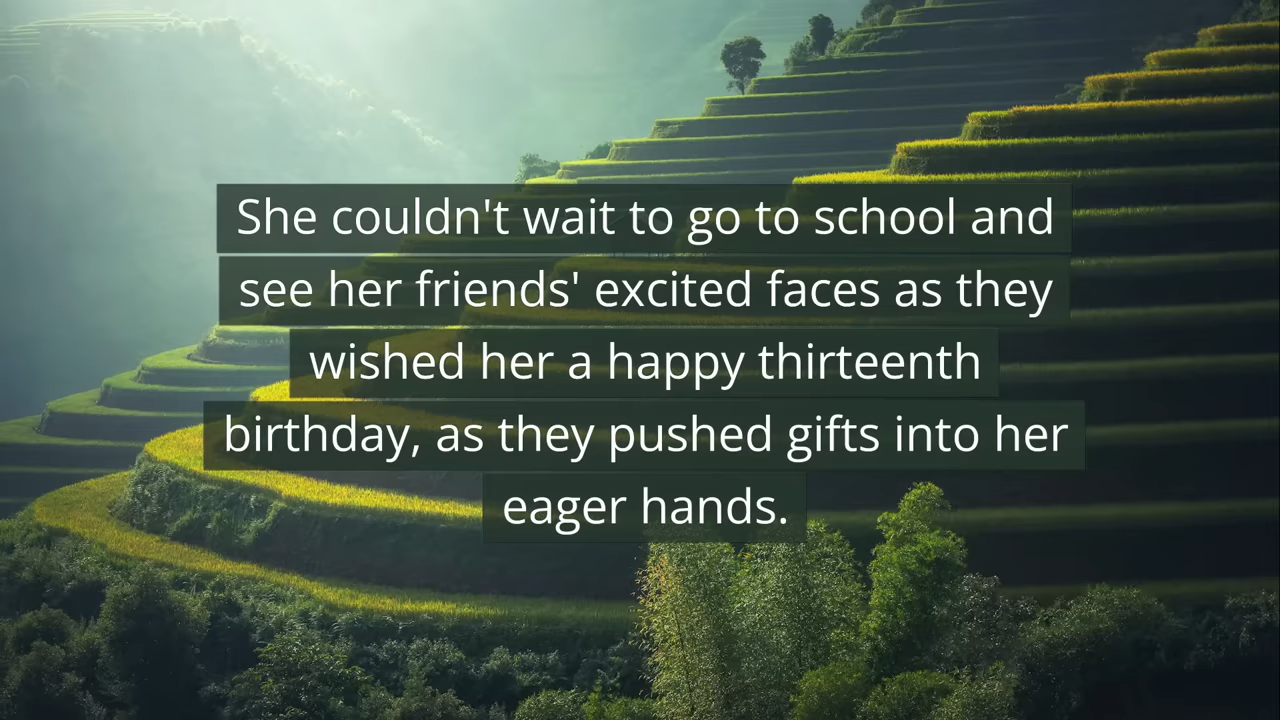 She couldn't wait to go to school and
see her friends' excited faces as they
wished her a happy thirteenth
birthday, as they pushed gifts into her
eager hands.